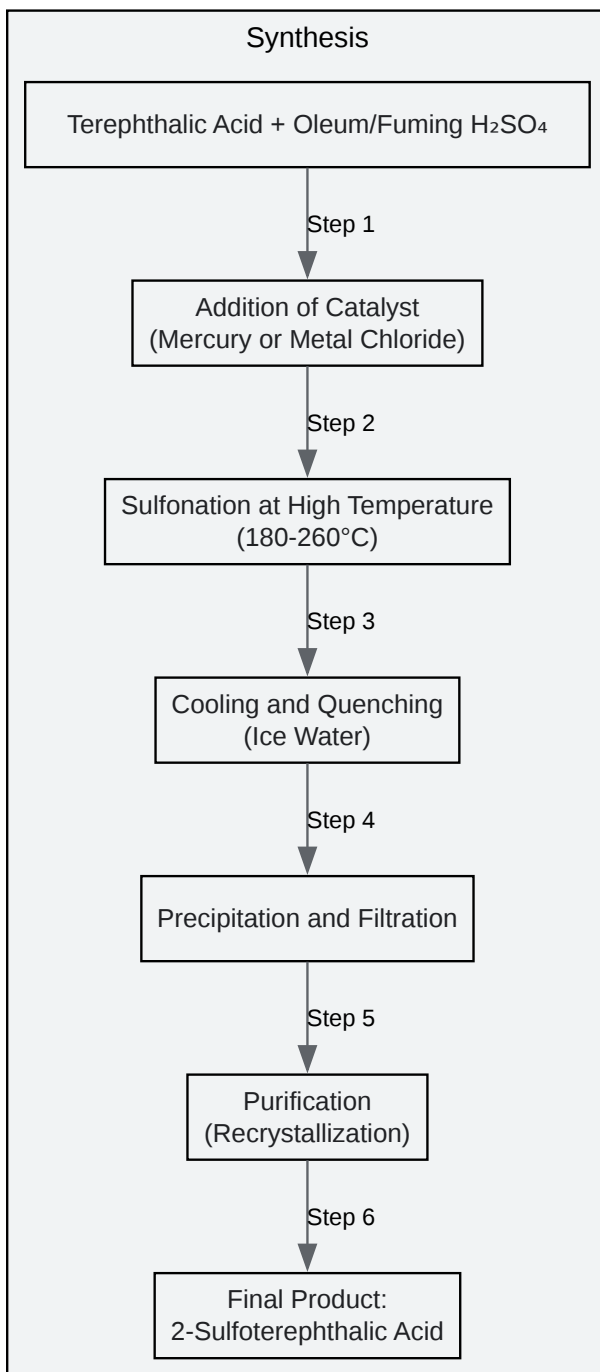 Synthesis
Terephthalic Acid + Oleum/Fuming H₂SO₄
Step 1
Addition of Catalyst
(Mercury or Metal Chloride)
Step 2
Sulfonation at High Temperature
(180-260°C)
Step 3
Cooling and Quenching
(Ice Water)
Step 4
Precipitation and Filtration
Step 5
Purification
(Recrystallization)
Step 6
Final Product:
2-Sulfoterephthalic Acid